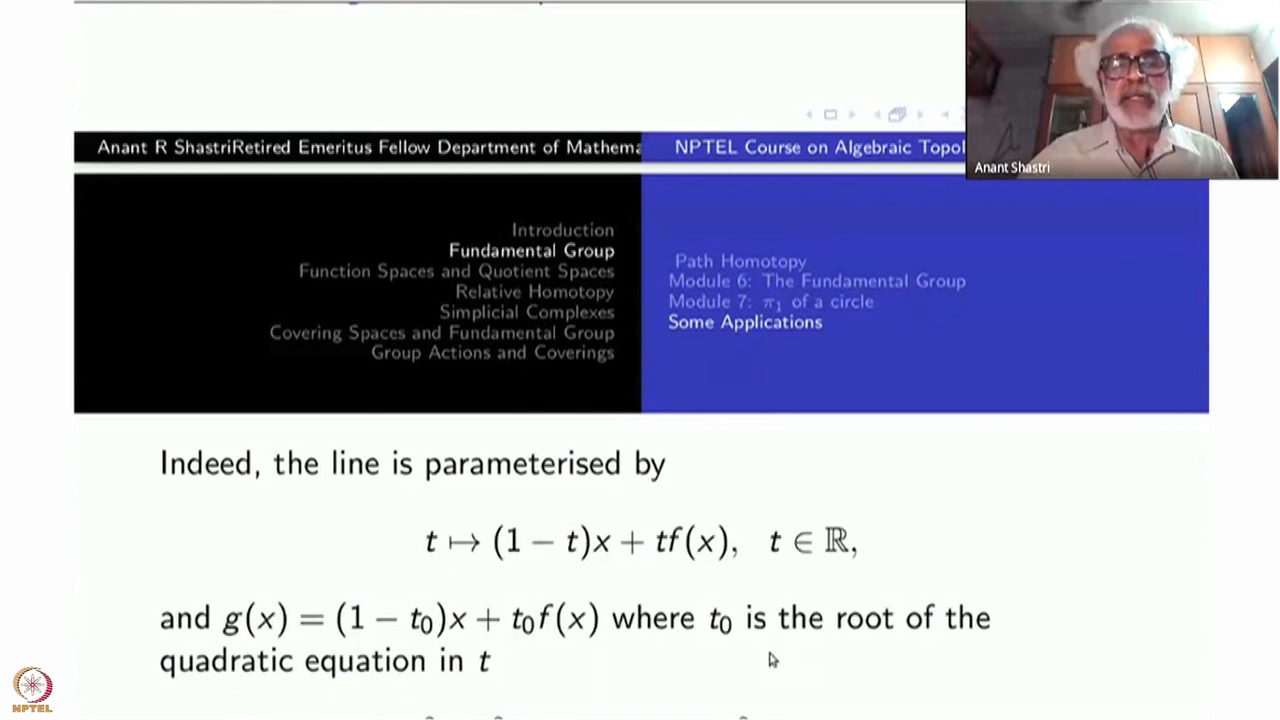 Anant R ShastriRetired Emeritus Fellow Department of Mathema
NPTEL Course on Algebraic Topol
Anant Shastri
Introduction
Fundamental Group
Function Spaces and Quotient Spaces
Relative Homotopy
Simplicial Complexes
Covering Spaces and Fundamental Group
Group Actions and Coverings
Path Homotopy
Module 6: The Fundamental Group
Module 7: π₁ of a circle
Some Applications
Indeed, the line is parameterised by
t ↦ (1 − t)x + tf(x), t ∈ ℝ,
and g(x) = (1 − t₀)x + t₀f(x) where t₀ is the root of the
quadratic equation in t
NPTEL